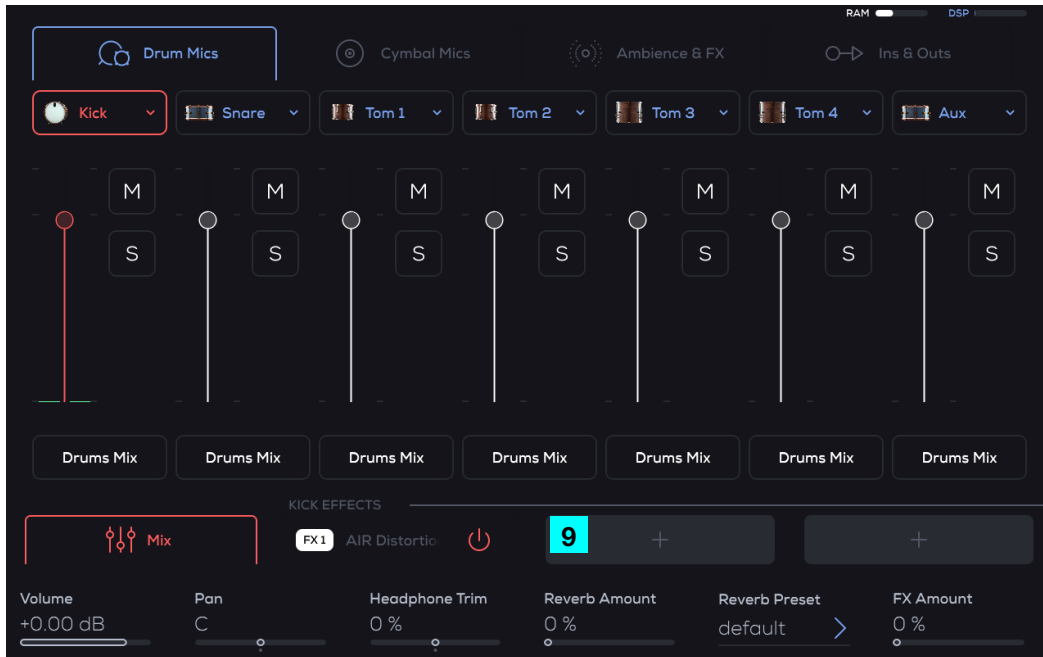 RAM DSP
Drum Mics Cymbal Mics Ambience & FX Ins & Outs
Kick Snare Tom 1 Tom 2 Tom 3 Tom 4 Aux
M M M M M M M
S S S S S S S
Drums Mix Drums Mix Drums Mix Drums Mix Drums Mix Drums Mix Drums Mix
KICK EFFECTS
Mix FX 1 AIR Distortio 9 + +
Volume Pan Headphone Trim Reverb Amount Reverb Preset FX Amount
+0.00 dB C 0 % 0 % default 0 %